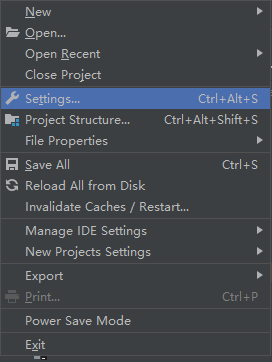 New
Open...
Open Recent
Close Project
Settings... Ctrl+Alt+S
Project Structure... Ctrl+Alt+Shift+S
File Properties
Save All Ctrl+S
Reload All from Disk
Invalidate Caches / Restart...
Manage IDE Settings
New Projects Settings
Export
Print... Ctrl+P
Power Save Mode
Exit